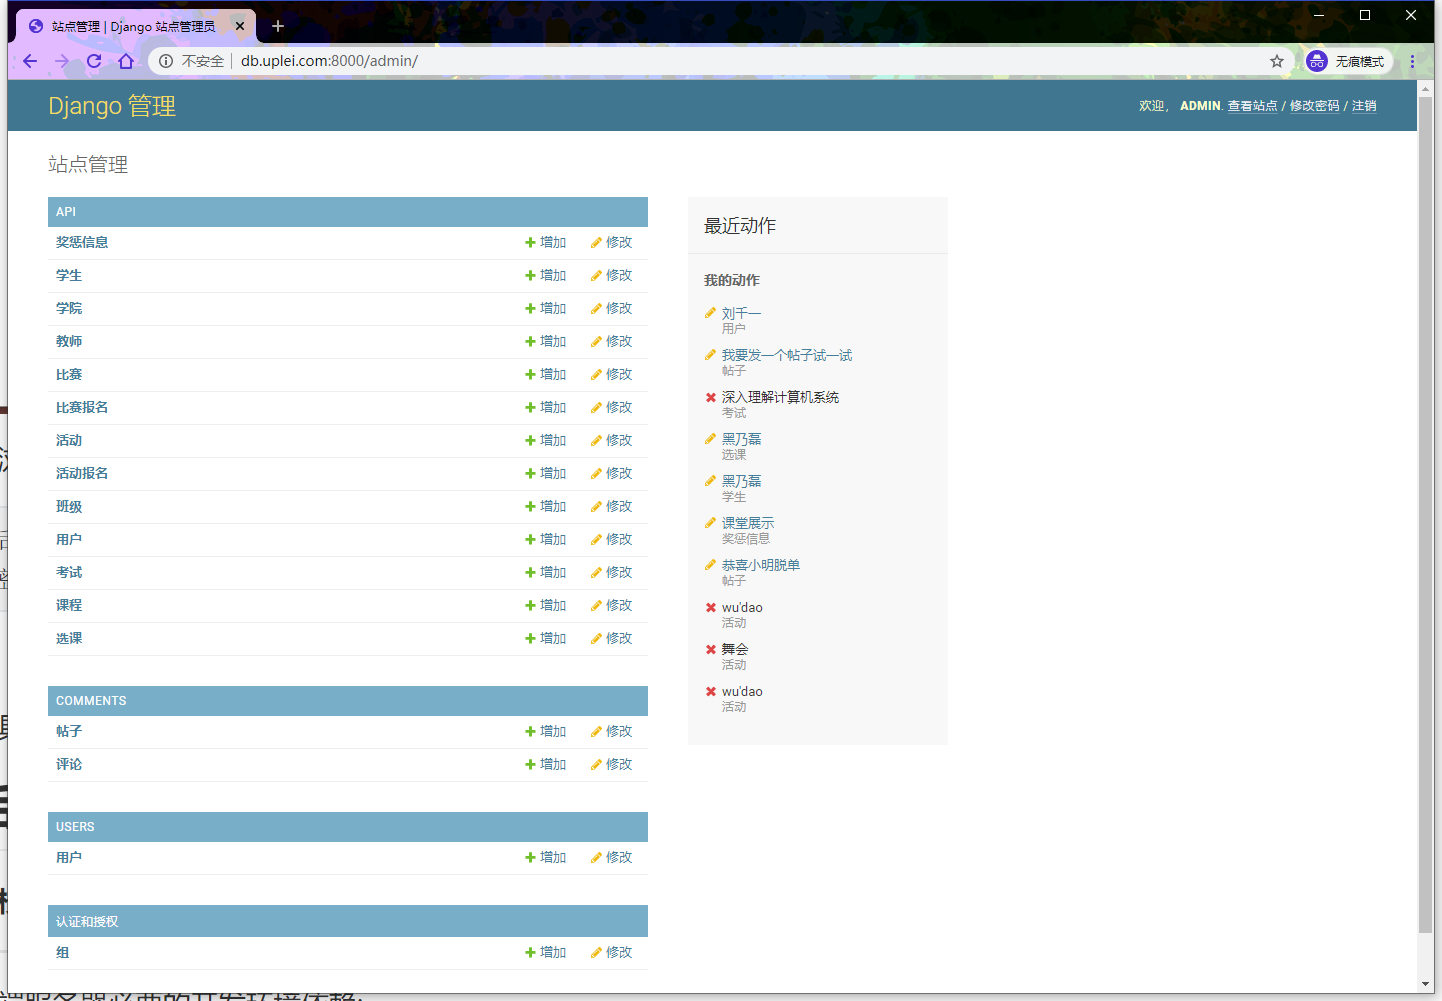 站点管理 | Django 站点管理员
不安全 db.uplei.com:8000/admin/ 无痕模式
Django 管理
欢迎， ADMIN. 查看站点 / 修改密码 / 注销
站点管理
API
奖惩信息 增加 修改
学生 增加 修改
学院 增加 修改
教师 增加 修改
比赛 增加 修改
比赛报名 增加 修改
活动 增加 修改
活动报名 增加 修改
班级 增加 修改
用户 增加 修改
考试 增加 修改
课程 增加 修改
选课 增加 修改
COMMENTS
帖子 增加 修改
评论 增加 修改
USERS
用户 增加 修改
认证和授权
组 增加 修改
最近动作
我的动作
刘千一
用户
我要发一个帖子试一试
帖子
深入理解计算机系统
考试
黑乃磊
选课
黑乃磊
学生
课堂展示
奖惩信息
恭喜小明脱单
帖子
wu'dao
活动
舞会
活动
wu'dao
活动